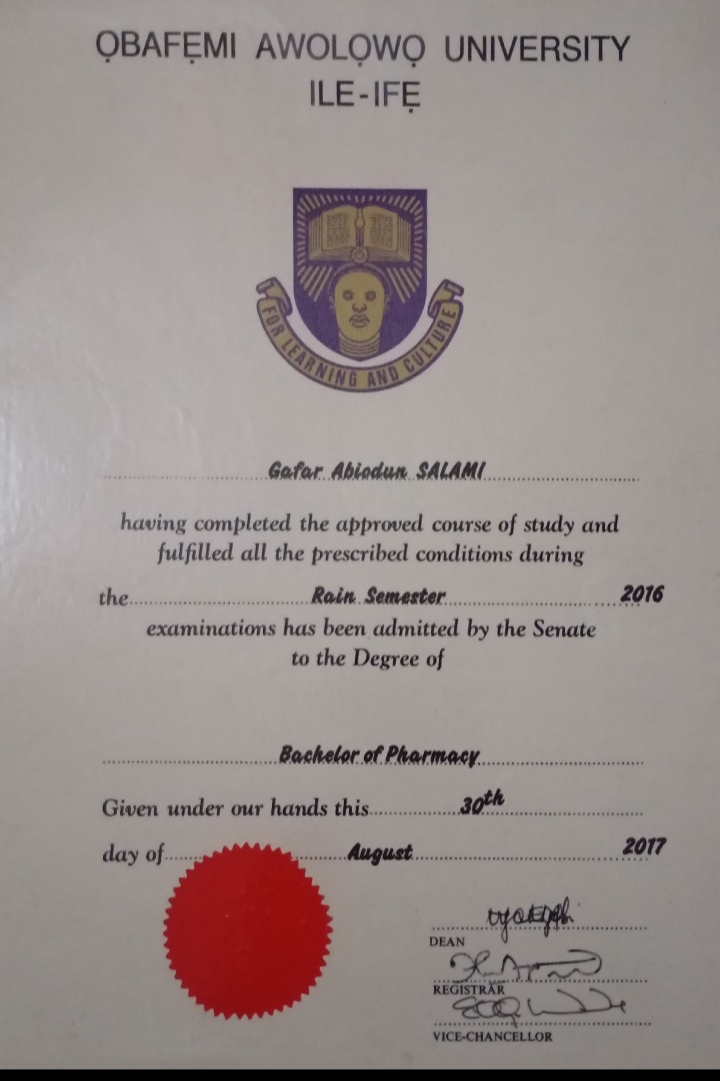 ỌBAFẸMI AWOLỌWỌ UNIVERSITY
ILE-IFẸ
FOR LEARNING AND CULTURE
Gafar Abiodun SALAMI
having completed the approved course of study and
fulfilled all the prescribed conditions during
the Rain Semester 2016
examinations has been admitted by the Senate
to the Degree of
Bachelor of Pharmacy
Given under our hands this 30th
day of August 2017
DEAN
REGISTRAR
VICE-CHANCELLOR